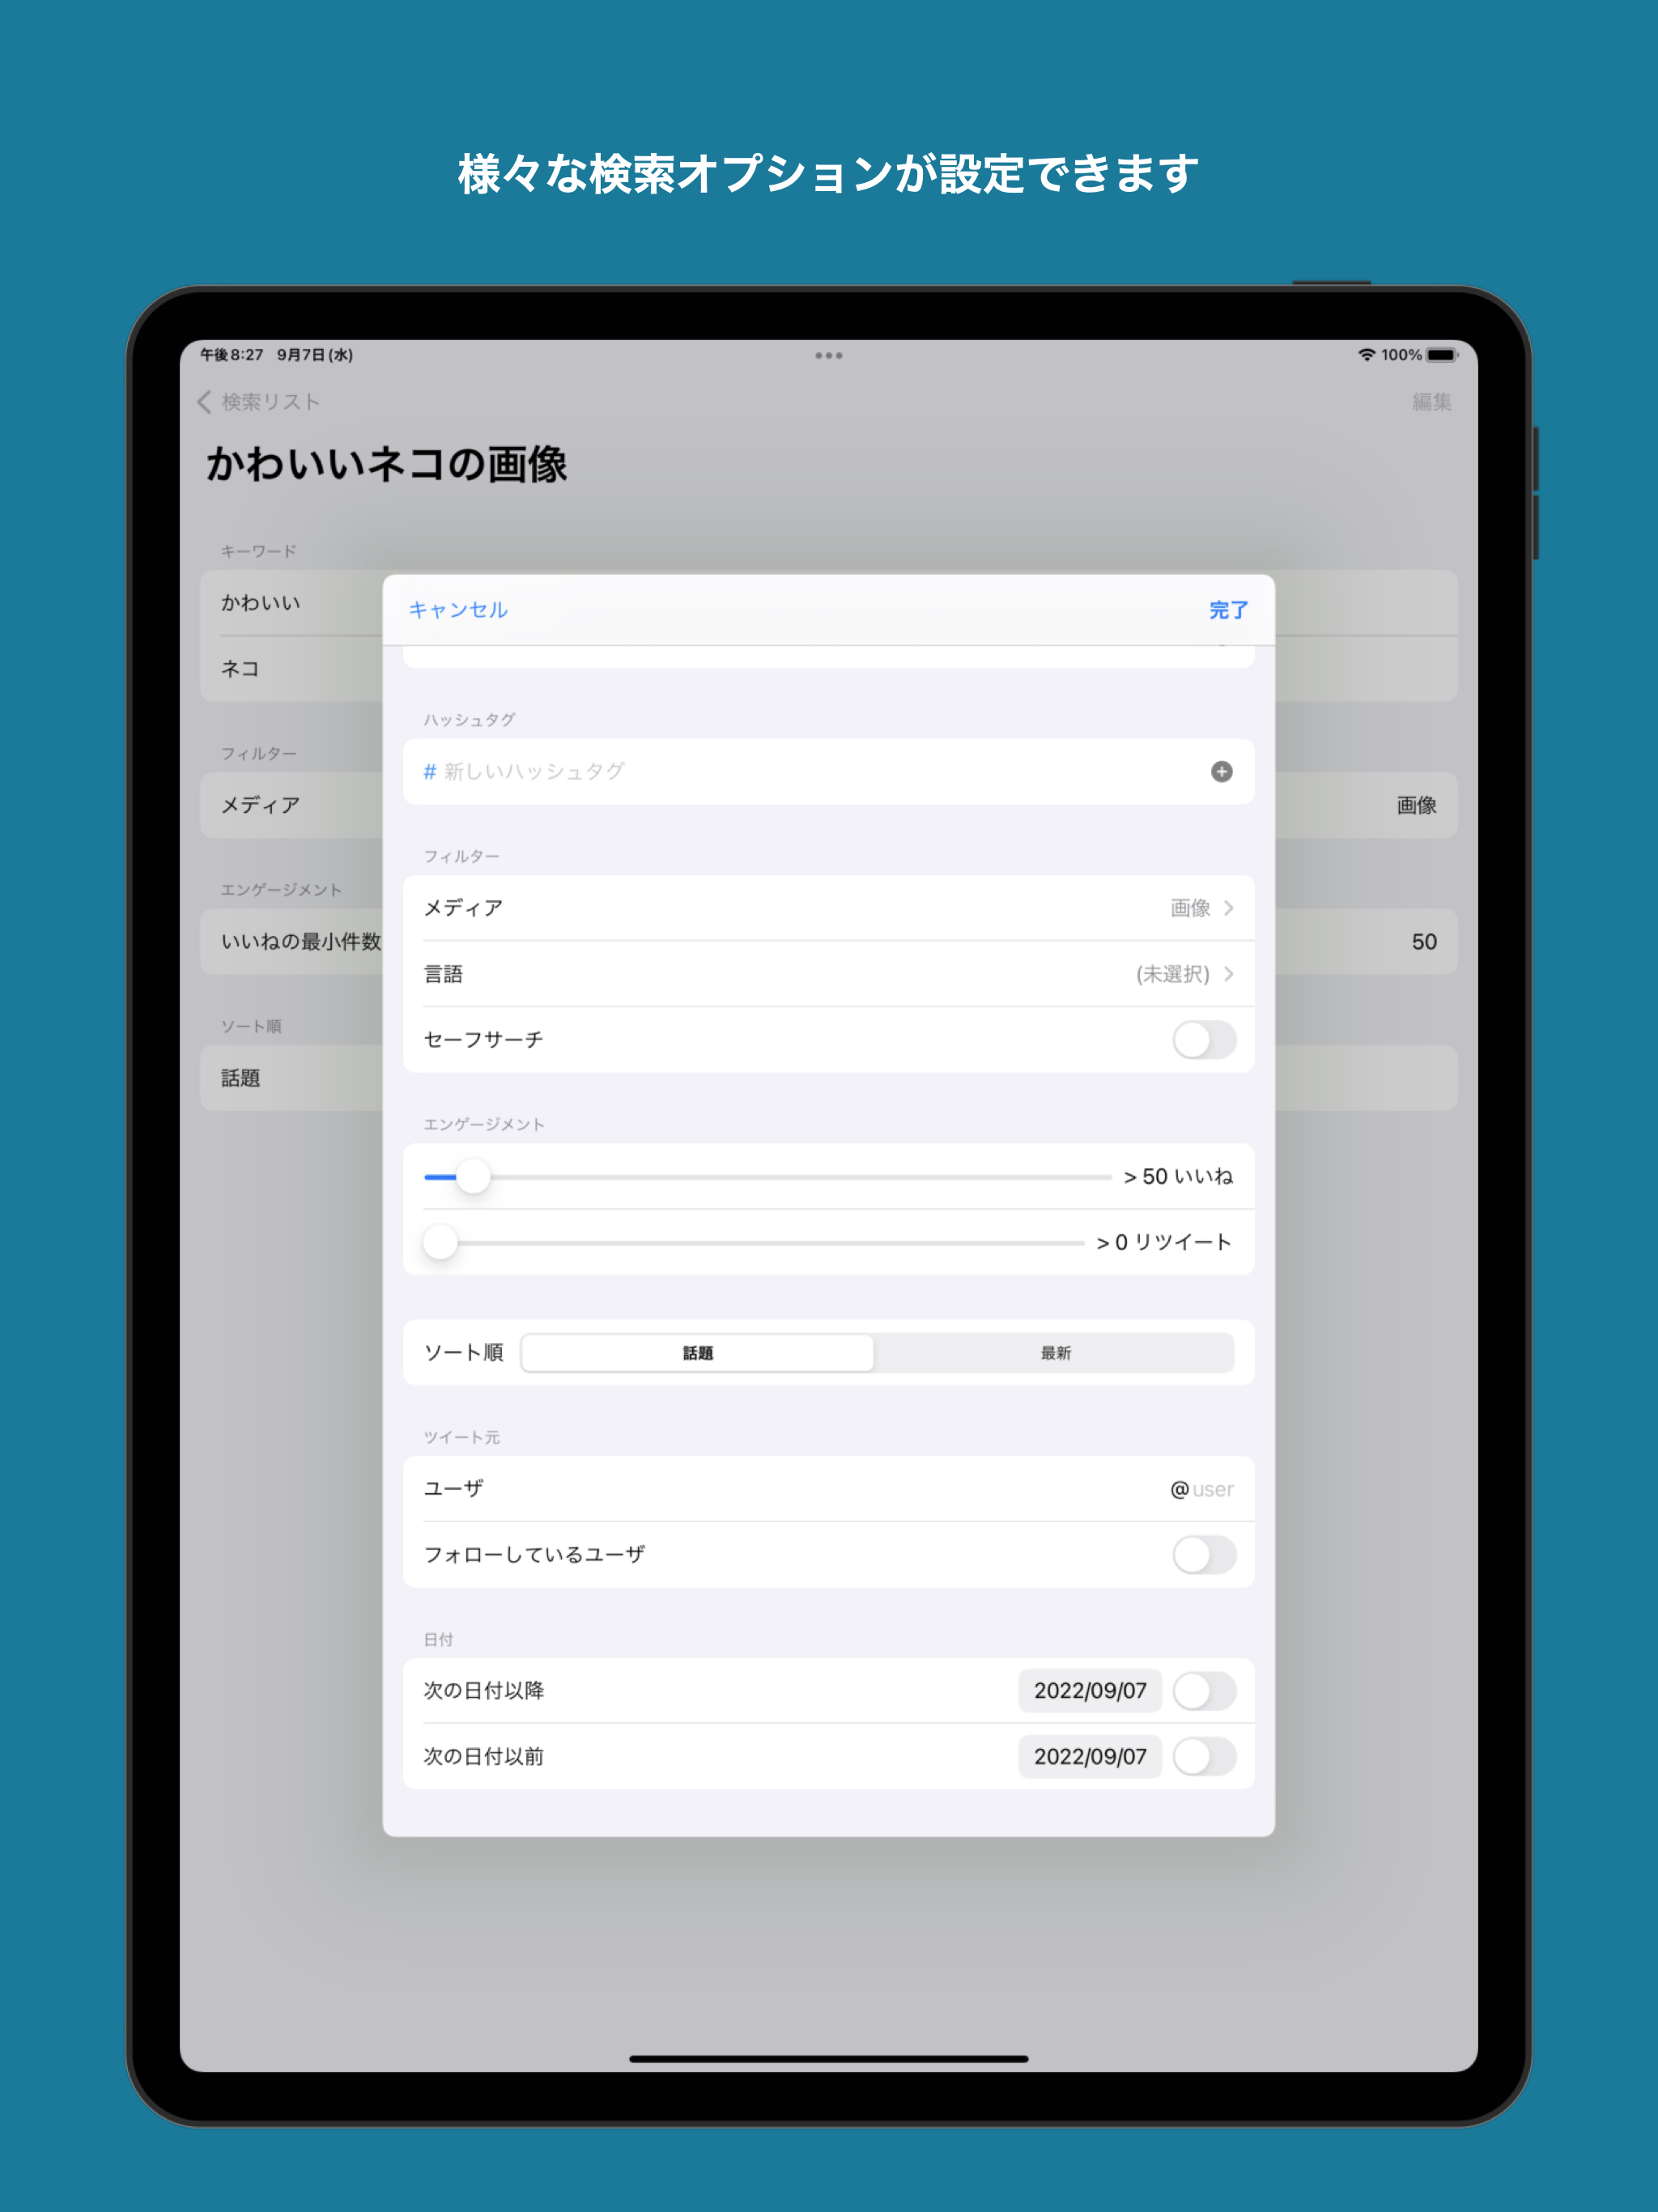 様々な検索オプションが設定できます
午後8:27 9月7日(水)
100%
検索リスト
編集
かわいいネコの画像
キーワード
かわいい
ネコ
フィルター
メディア
画像
エンゲージメント
いいねの最小件数
50
ソート順
話題
キャンセル
完了
ハッシュタグ
# 新しいハッシュタグ
フィルター
メディア
画像
言語
(未選択)
セーフサーチ
エンゲージメント
> 50 いいね
> 0 リツイート
ソート順
話題
最新
ツイート元
ユーザ
@user
フォローしているユーザ
日付
次の日付以降
2022/09/07
次の日付以前
2022/09/07